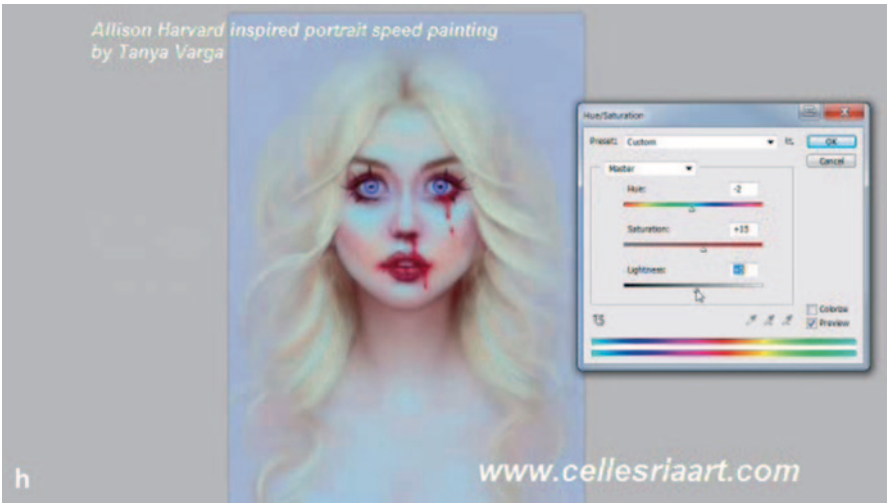 Allison Harvard inspired portrait speed painting
by Tanya Varga
Hue/Saturation
Preset: Custom
OK
Cancel
Master
Hue: -2
Saturation:
Lightness:
Colorize
Preview
h
www.cellesriaart.com